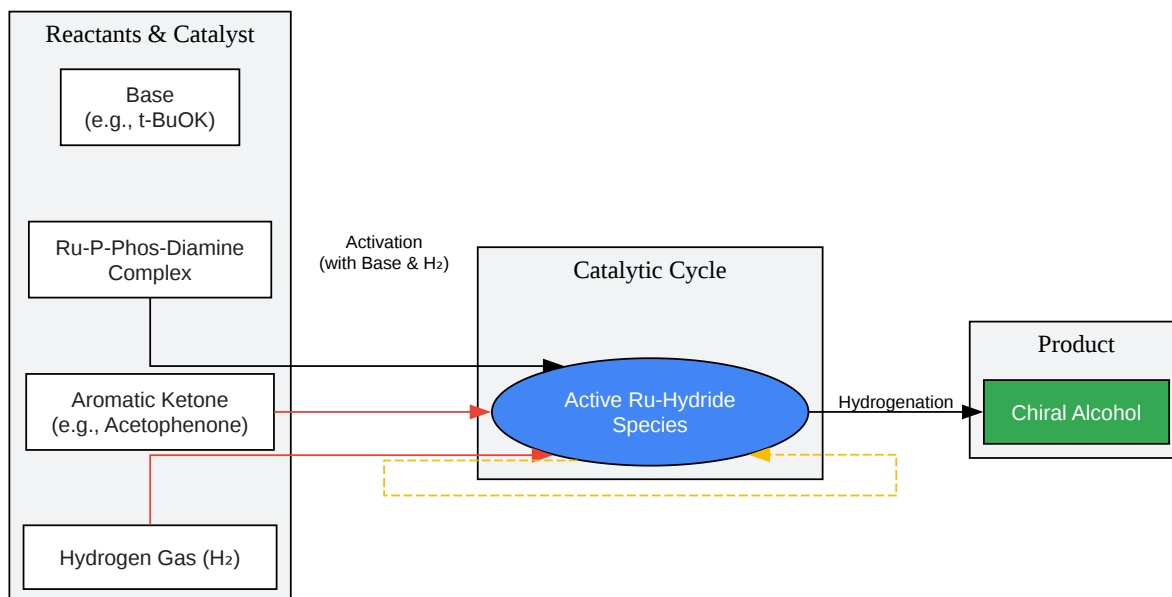 Reactants & Catalyst
Base
(e.g., t-BuOK)
Ru-P-Phos-Diamine
Complex
Aromatic Ketone
(e.g., Acetophenone)
Hydrogen Gas (H₂)
Activation
(with Base & H₂)
Catalytic Cycle
Active Ru-Hydride
Species
Hydrogenation
Product
Chiral Alcohol